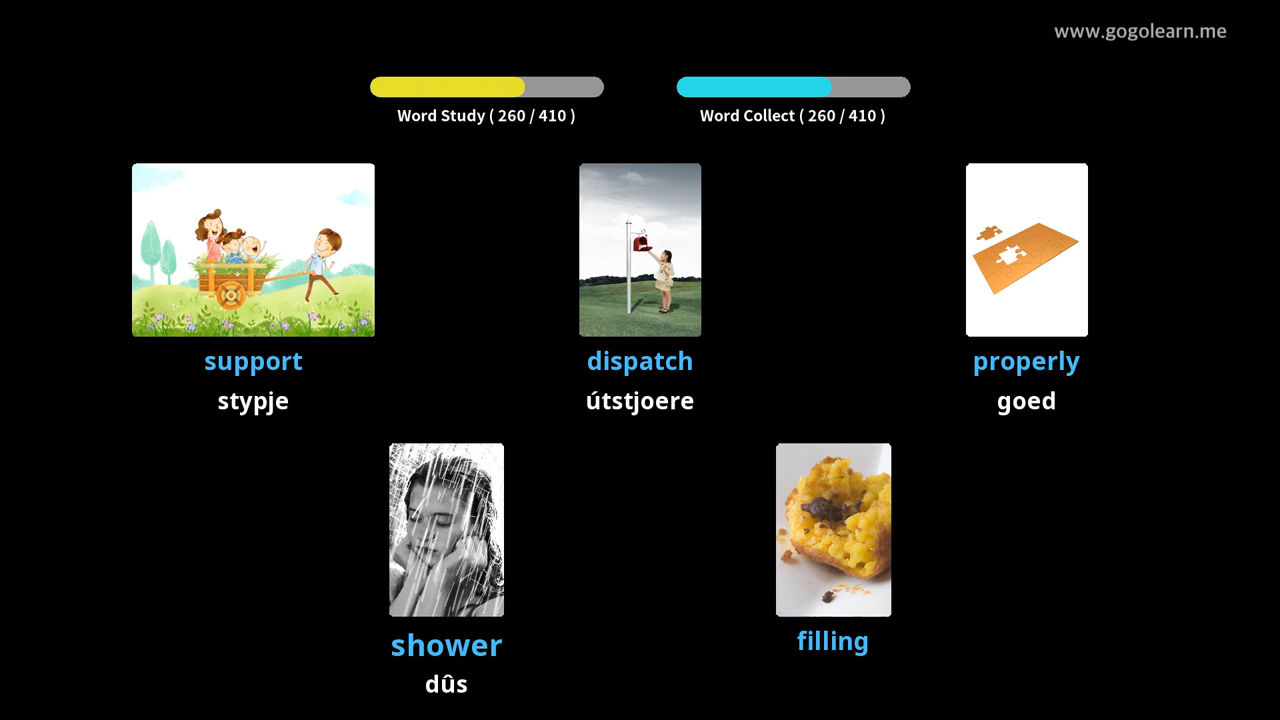 www.gogolearn.me
Word Study ( 260 / 410 )
Word Collect ( 260 / 410 )
support
stypje
dispatch
útstjoere
properly
goed
shower
dûs
filling